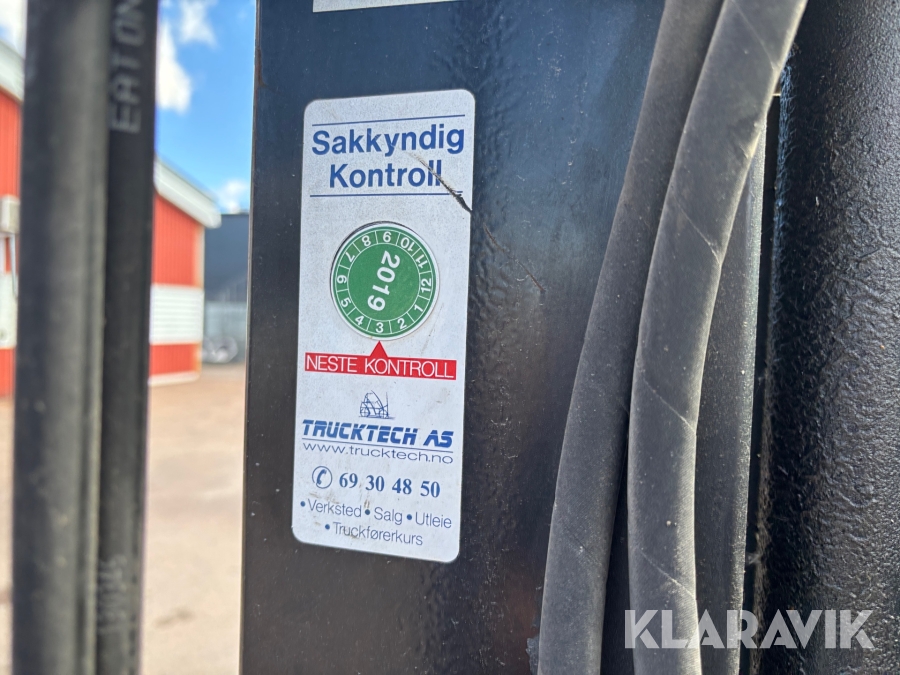 EATON
Sakkyndig
Kontroll
1 2 3 4 5 6 7 8 9 10 11 12
2019
NESTE KONTROLL
TRUCKTECH AS
www.trucktech.no
✆ 69 30 48 50
• Verksted • Salg • Utleie
• Truckførerkurs
KLARAVIK